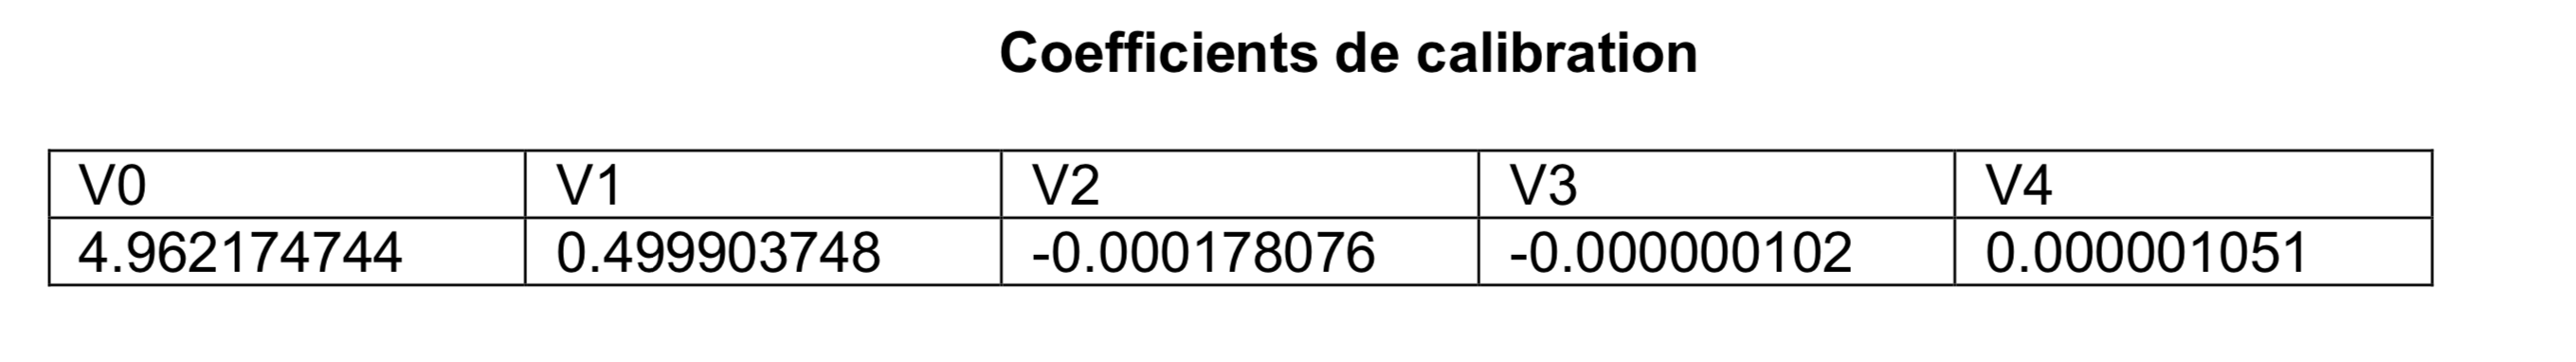 Coefficients de calibration
V0 V1 V2 V3 V4
4.962174744 0.499903748 -0.000178076 -0.000000102 0.000001051